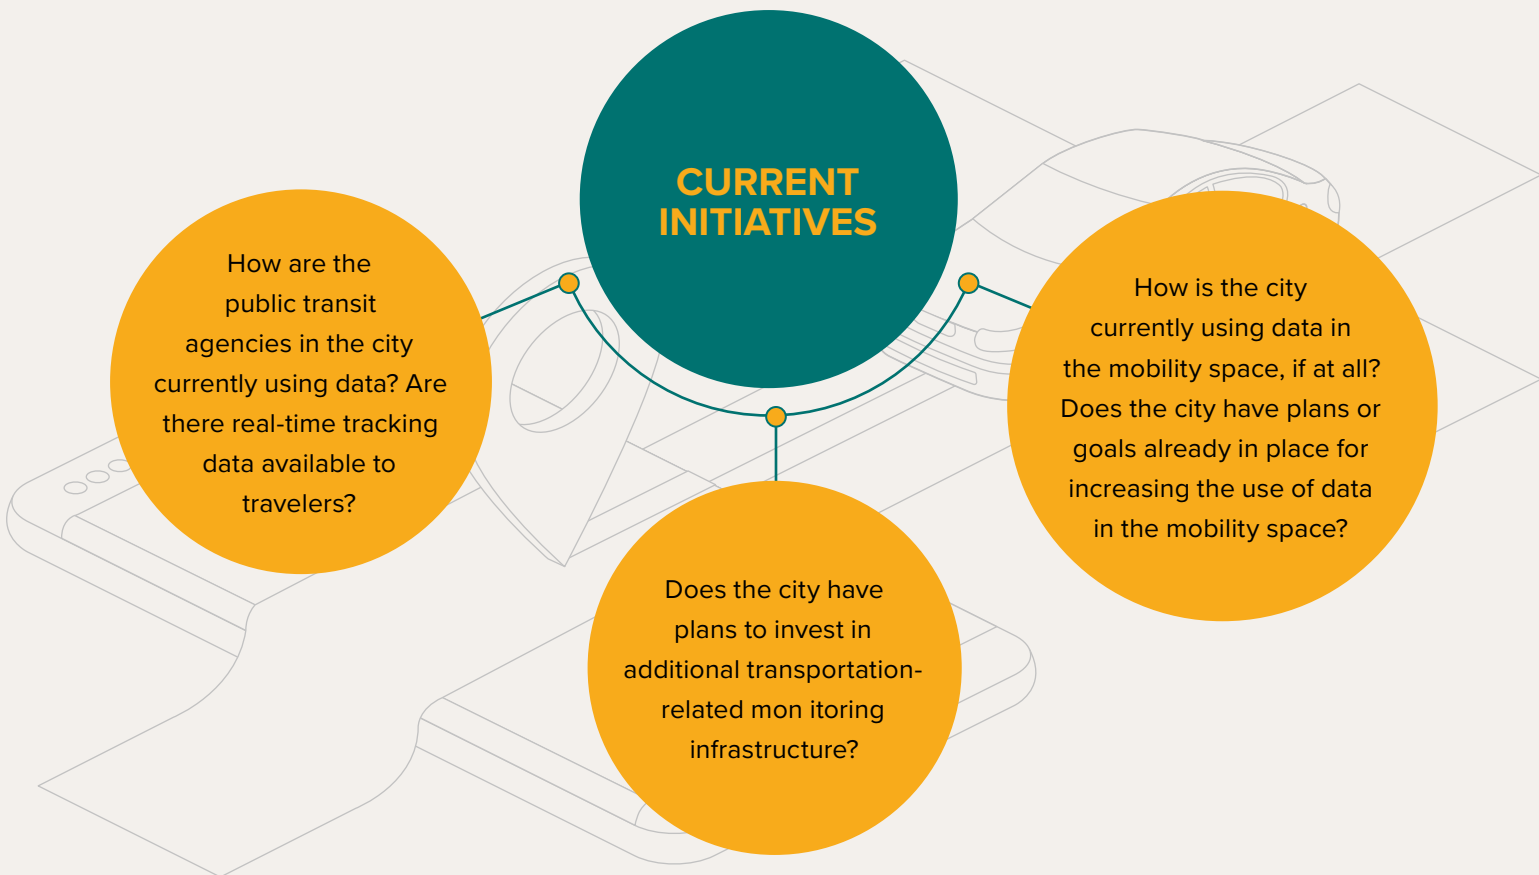 CURRENT
INITIATIVES
How are the
public transit
agencies in the city
currently using data? Are
there real-time tracking
data available to
travelers?
Does the city have
plans to invest in
additional transportation-
related mon itoring
infrastructure?
How is the city
currently using data in
the mobility space, if at all?
Does the city have plans or
goals already in place for
increasing the use of data
in the mobility space?